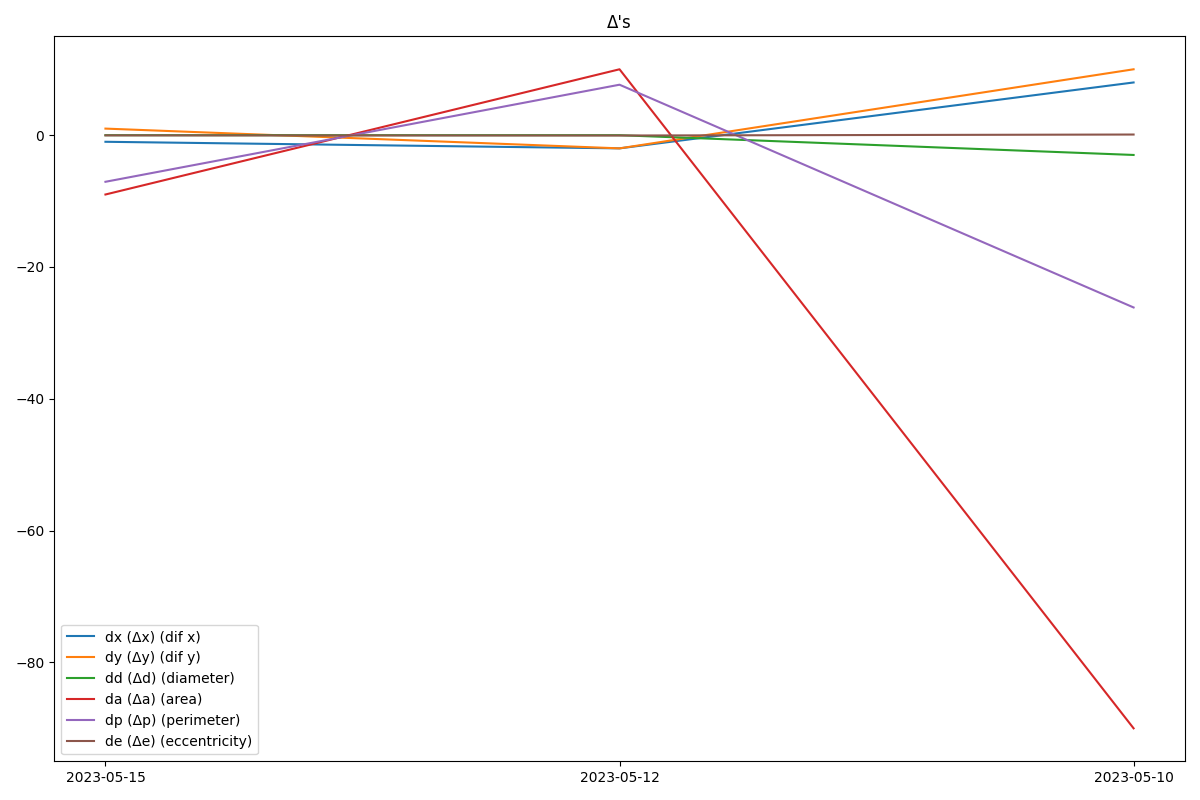 Δ's
0
−20
−40
−60
−80
dx (Δx) (dif x)
dy (Δy) (dif y)
dd (Δd) (diameter)
da (Δa) (area)
dp (Δp) (perimeter)
de (Δe) (eccentricity)
2023-05-15 2023-05-12 2023-05-10